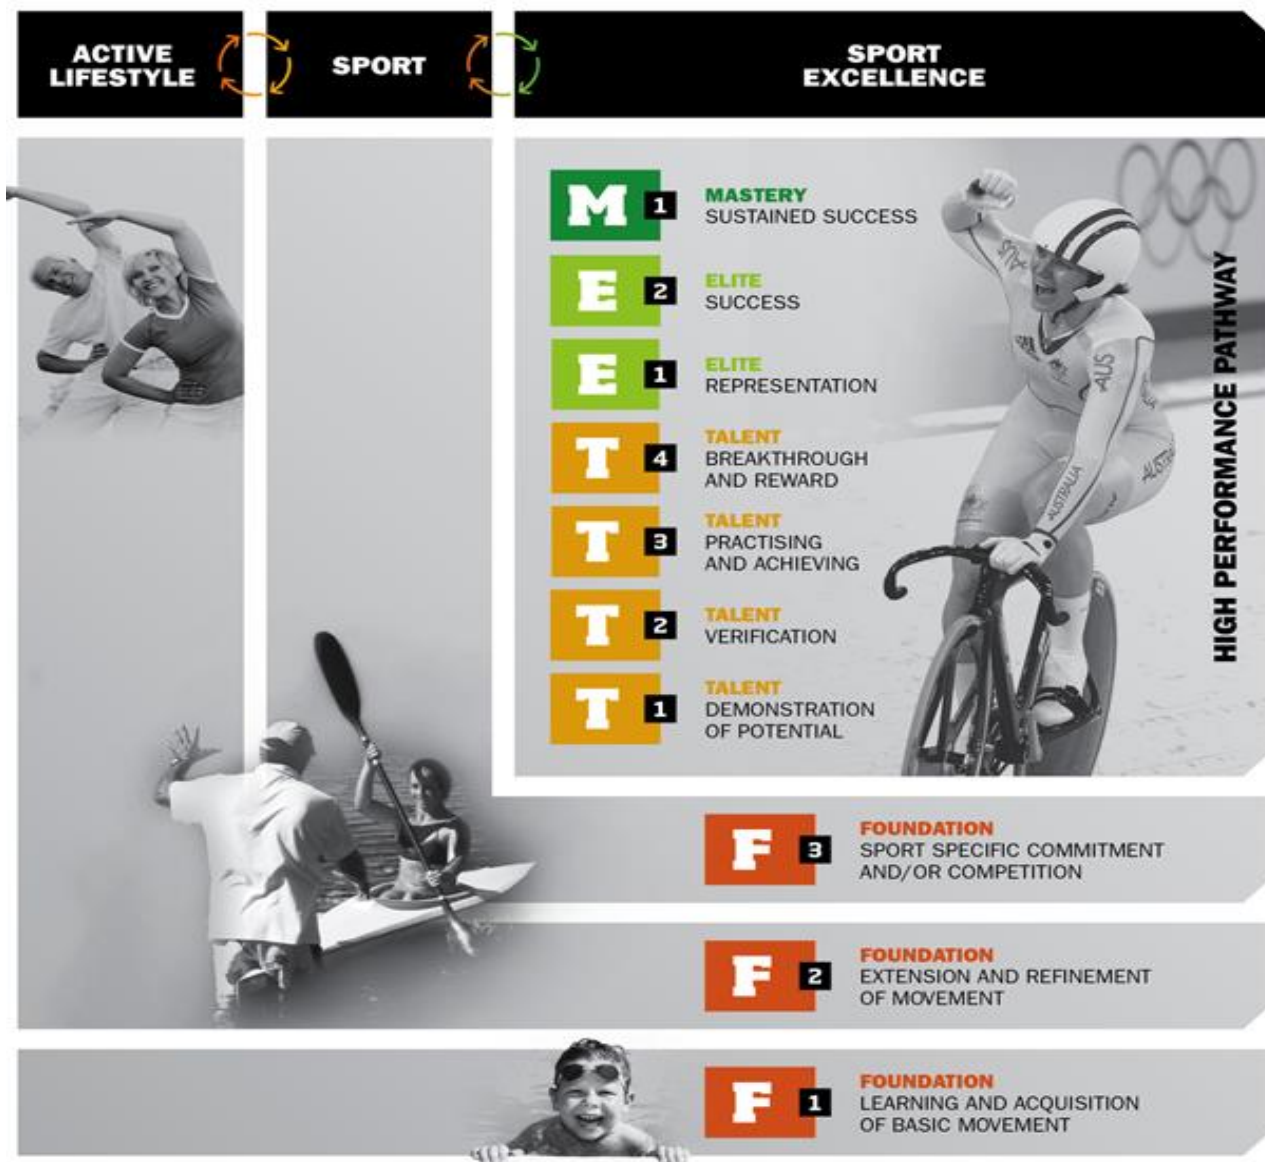 ACTIVE
LIFESTYLE
SPORT
SPORT
EXCELLENCE
M 1
MASTERY
SUSTAINED SUCCESS
E 2
ELITE
SUCCESS
E 1
ELITE
REPRESENTATION
T 4
TALENT
BREAKTHROUGH
AND REWARD
T 3
TALENT
PRACTISING
AND ACHIEVING
T 2
TALENT
VERIFICATION
T 1
TALENT
DEMONSTRATION
OF POTENTIAL
HIGH PERFORMANCE PATHWAY
AUS
AUS
AUSTRALIA
F 3
FOUNDATION
SPORT SPECIFIC COMMITMENT
AND/OR COMPETITION
F 2
FOUNDATION
EXTENSION AND REFINEMENT
OF MOVEMENT
F 1
FOUNDATION
LEARNING AND ACQUISITION
OF BASIC MOVEMENT